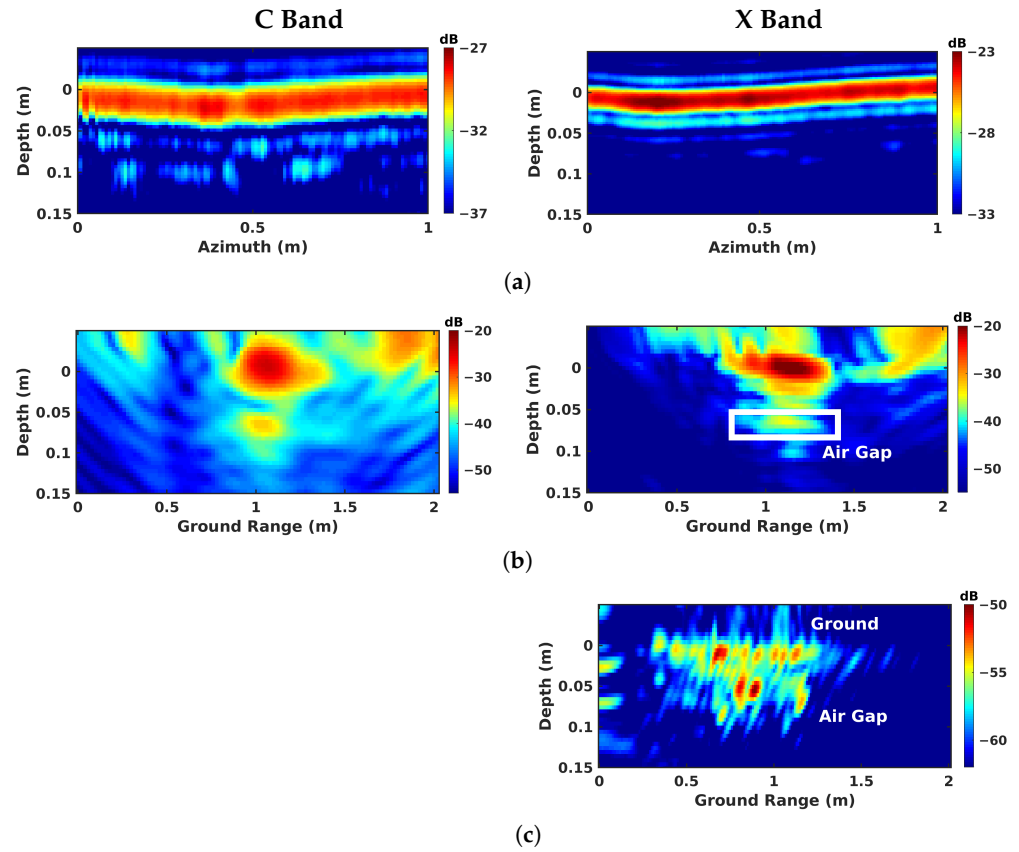 C Band
X Band
dB
−27
−32
−37
Depth (m)
0
0.05
0.1
0.15
0
0.5
1
Azimuth (m)
dB
−23
−28
−33
Depth (m)
0
0.05
0.1
0.15
0
0.5
1
Azimuth (m)
(a)
dB
−20
−30
−40
−50
Depth (m)
0
0.05
0.1
0.15
0
0.5
1
1.5
2
Ground Range (m)
dB
−20
−30
−40
−50
Depth (m)
0
0.05
0.1
0.15
Air Gap
0
0.5
1
1.5
2
Ground Range (m)
(b)
dB
−50
−55
−60
Depth (m)
0
0.05
0.1
0.15
Ground
Air Gap
0
0.5
1
1.5
2
Ground Range (m)
(c)